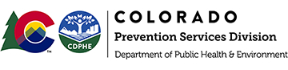 CDPHE
COLORADO
Prevention Services Division
Department of Public Health & Environment